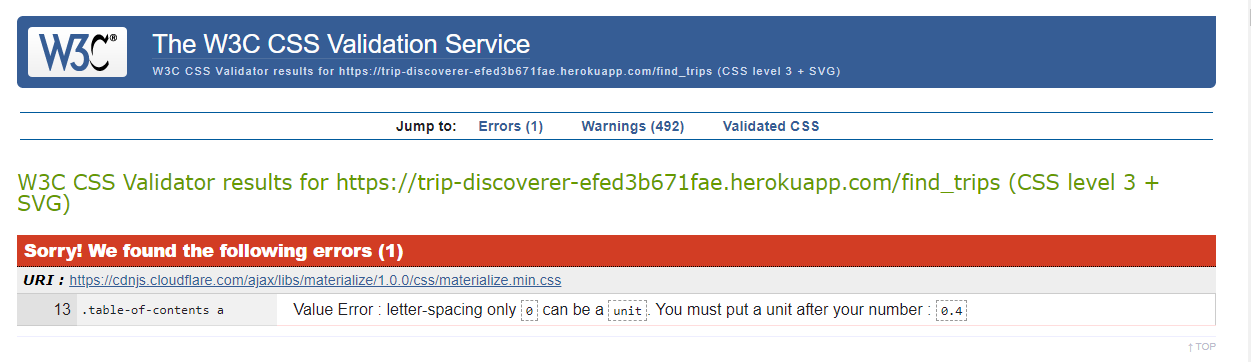 W3C®
The W3C CSS Validation Service
W3C CSS Validator results for https://trip-discoverer-efed3b671fae.herokuapp.com/find_trips (CSS level 3 + SVG)
Jump to: Errors (1) Warnings (492) Validated CSS
W3C CSS Validator results for https://trip-discoverer-efed3b671fae.herokuapp.com/find_trips (CSS level 3 +
SVG)
Sorry! We found the following errors (1)
URI : https://cdnjs.cloudflare.com/ajax/libs/materialize/1.0.0/css/materialize.min.css
13 .table-of-contents a Value Error : letter-spacing only 0 can be a unit. You must put a unit after your number : 0.4
↑ TOP